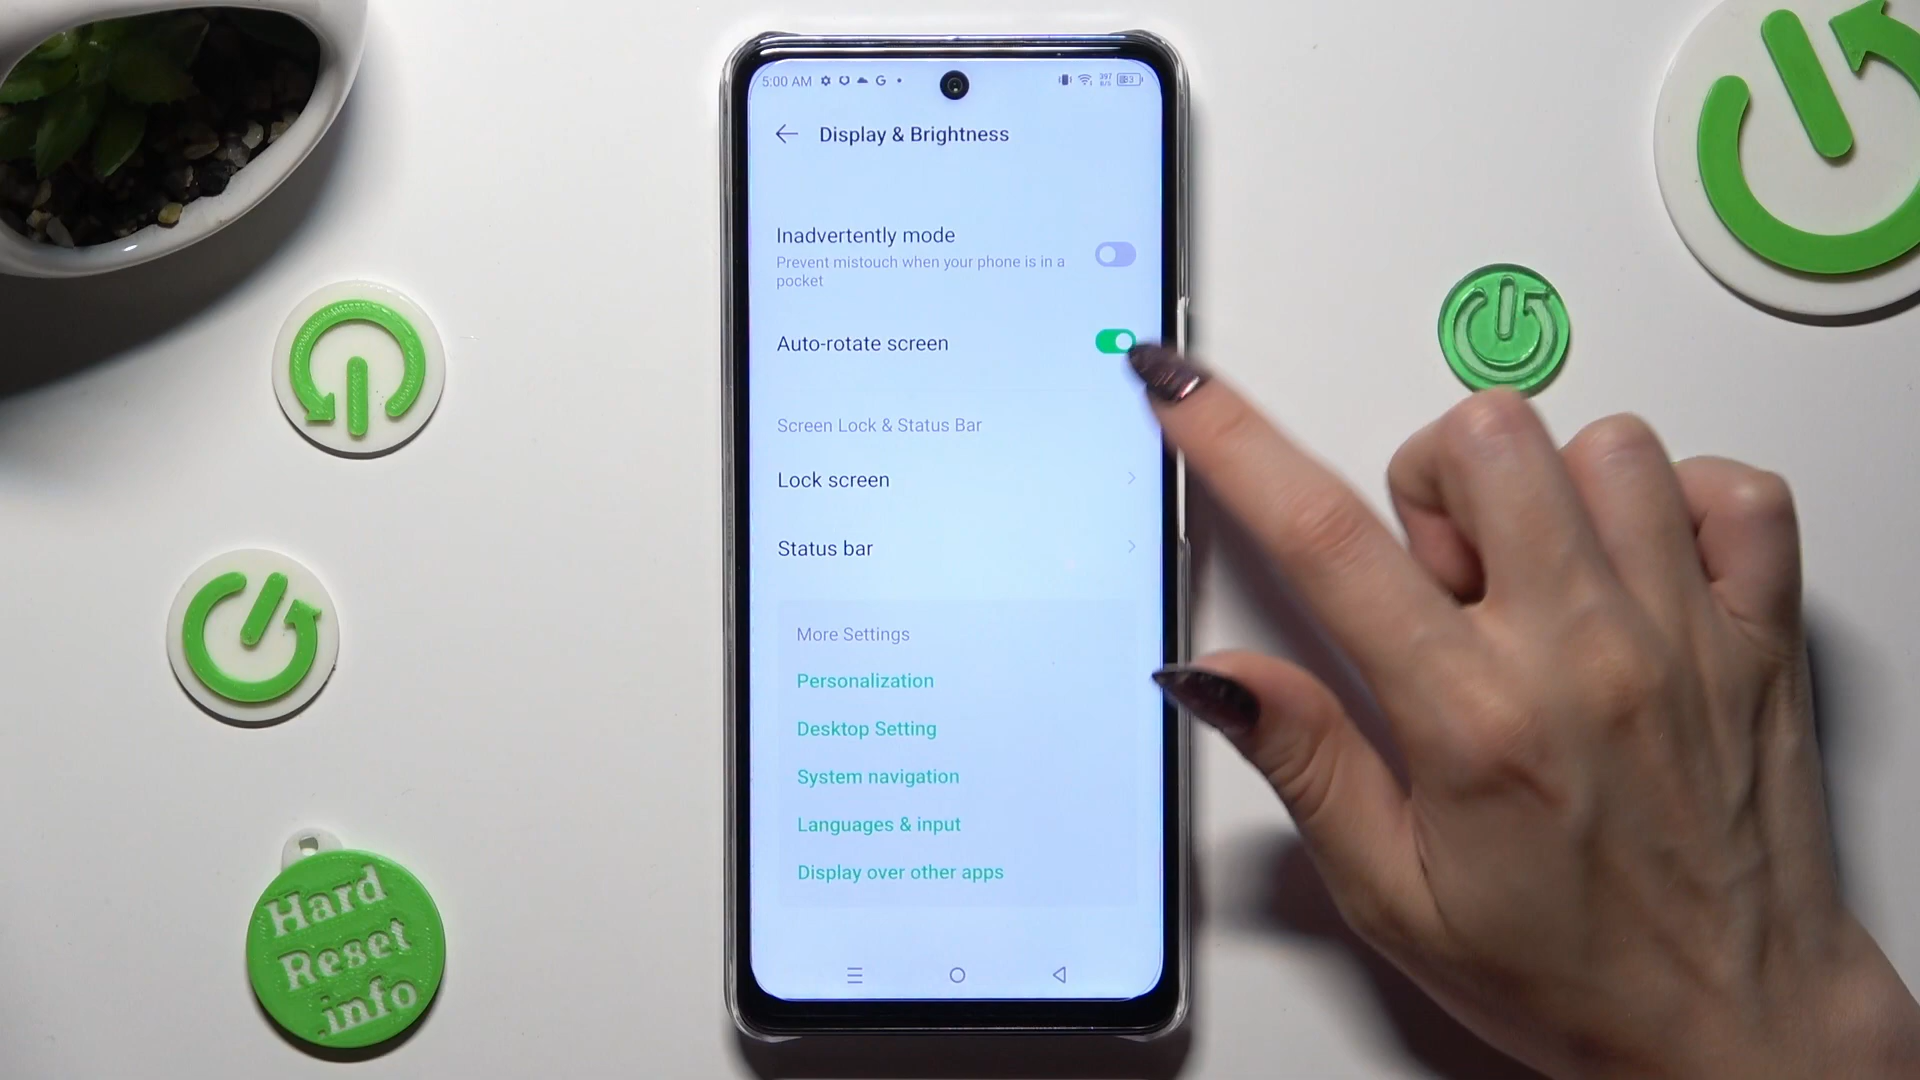 5:00 AM G 397 B/S 83
Display & Brightness
Inadvertently mode
Prevent mistouch when your phone is in a
pocket
Auto-rotate screen
Screen Lock & Status Bar
Lock screen
Status bar
More Settings
Personalization
Desktop Setting
System navigation
Languages & input
Display over other apps
Hard
Reset
.info